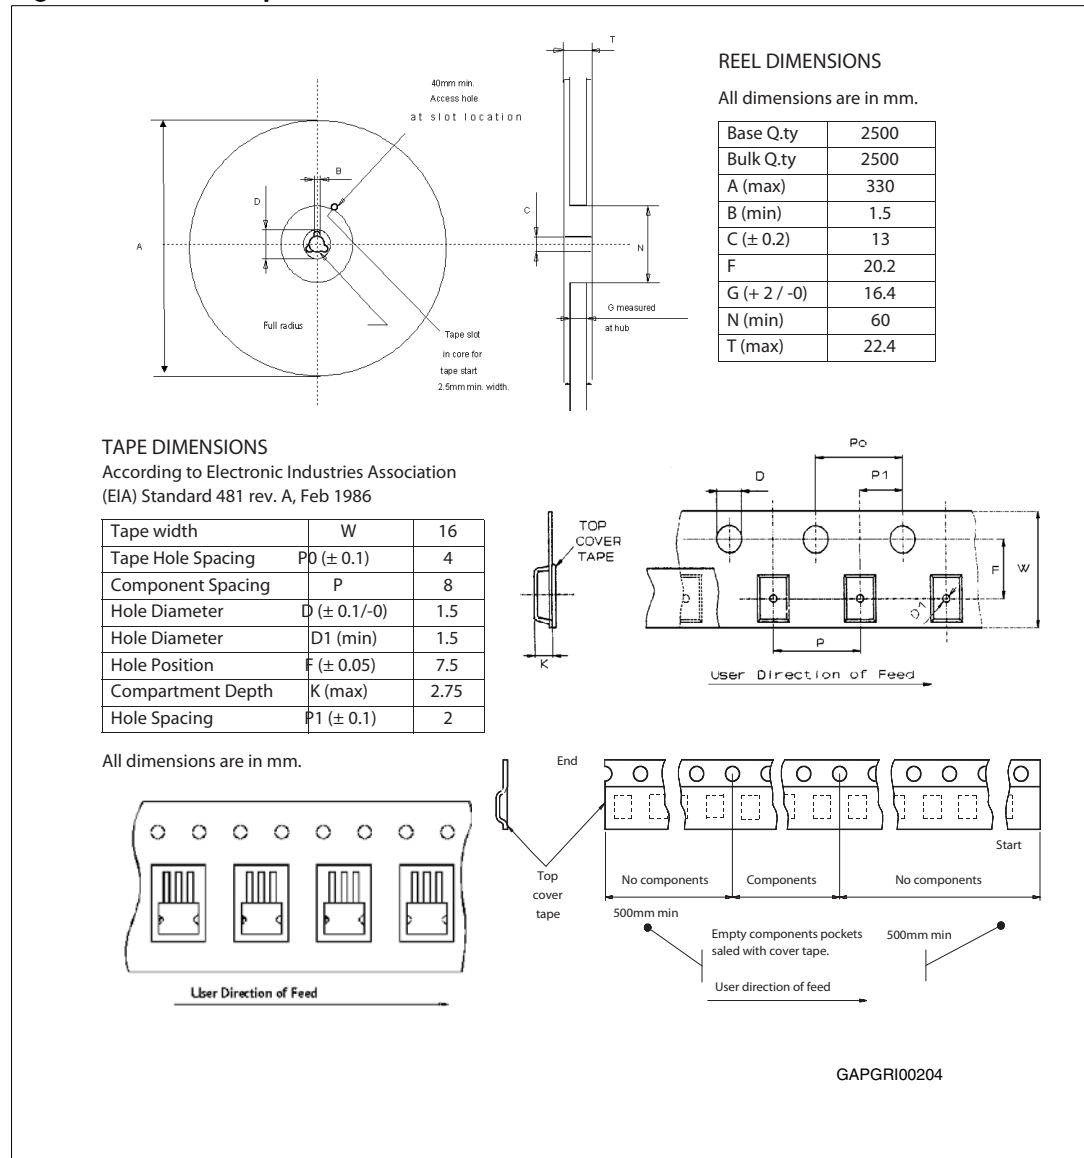 T
40mm min.
Access hole
at slot location
B
D
C
A
N
G measured
at hub
Full radius
Tape slot
in core for
tape start
2.5mm min. width.
REEL DIMENSIONS
All dimensions are in mm.
Base Q.ty 2500
Bulk Q.ty 2500
A (max) 330
B (min) 1.5
C (± 0.2) 13
F 20.2
G (+ 2 / -0) 16.4
N (min) 60
T (max) 22.4
TAPE DIMENSIONS
According to Electronic Industries Association
(EIA) Standard 481 rev. A, Feb 1986
Tape width W 16
Tape Hole Spacing P0 (± 0.1) 4
Component Spacing P 8
Hole Diameter D (± 0.1/-0) 1.5
Hole Diameter D1 (min) 1.5
Hole Position F (± 0.05) 7.5
Compartment Depth K (max) 2.75
Hole Spacing P1 (± 0.1) 2
All dimensions are in mm.
TOP
COVER
TAPE
K
Po
D
P1
F
W
D1
P
User Direction of Feed
User Direction of Feed
End
Start
Top
cover
tape
No components
Components
No components
500mm min
Empty components pockets
saled with cover tape.
500mm min
User direction of feed
GAPGRI00204